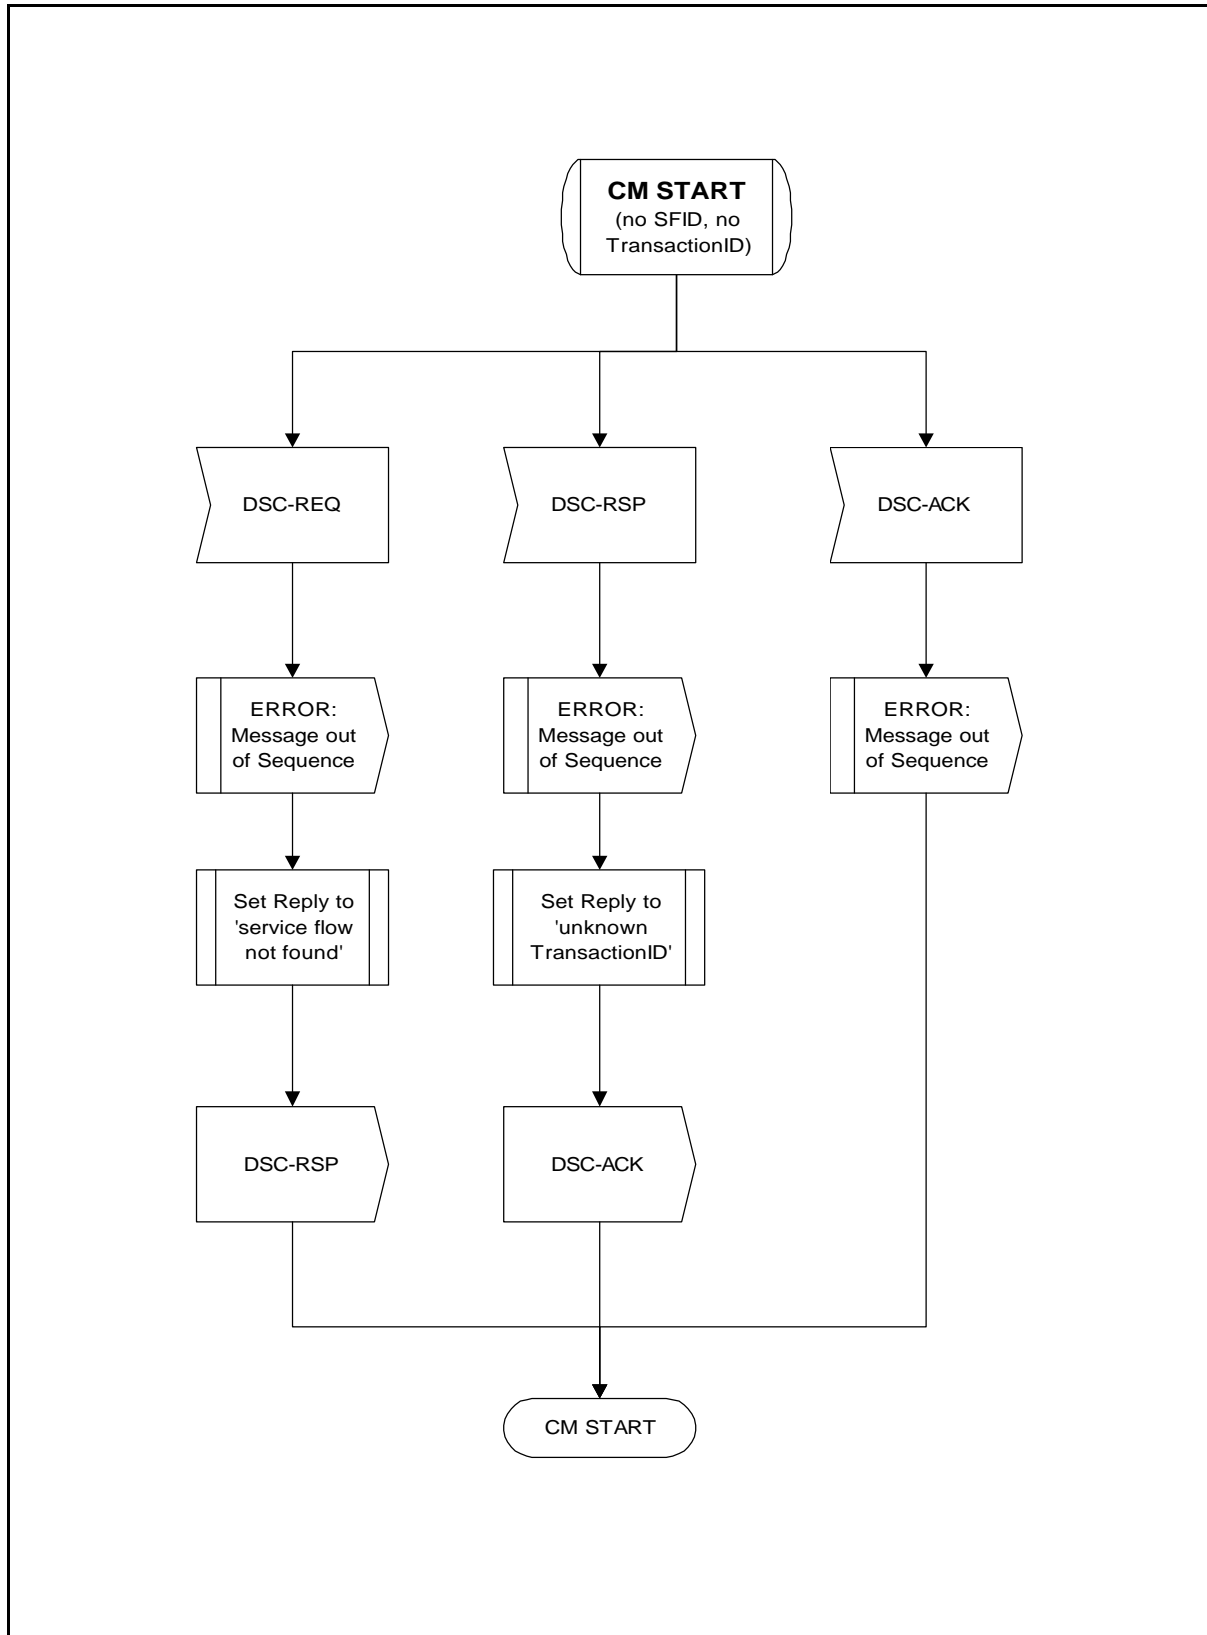 CM START
(no SFID, no
TransactionID)
DSC-REQ
DSC-RSP
DSC-ACK
ERROR:
Message out
of Sequence
ERROR:
Message out
of Sequence
ERROR:
Message out
of Sequence
Set Reply to
'service flow
not found'
Set Reply to
'unknown
TransactionID'
DSC-RSP
DSC-ACK
CM START